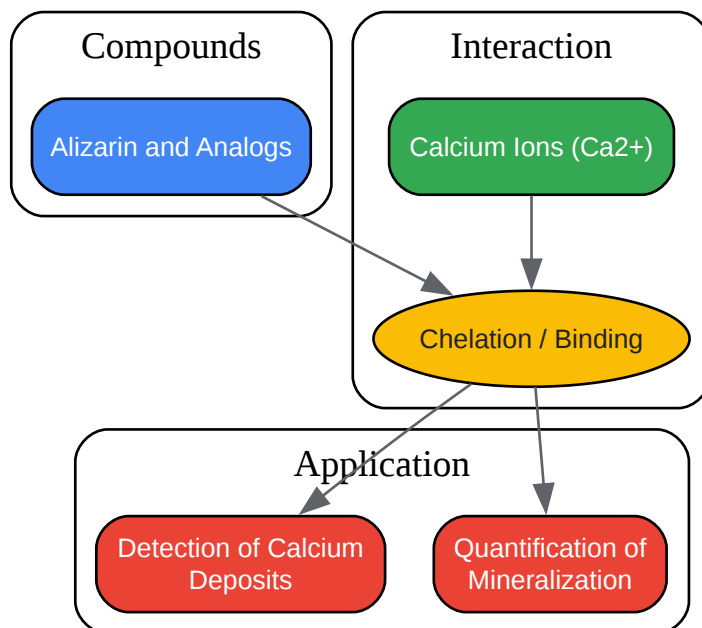 Compounds
Interaction
Alizarin and Analogs
Calcium Ions (Ca2+)
Chelation / Binding
Application
Detection of Calcium
Deposits
Quantification of
Mineralization